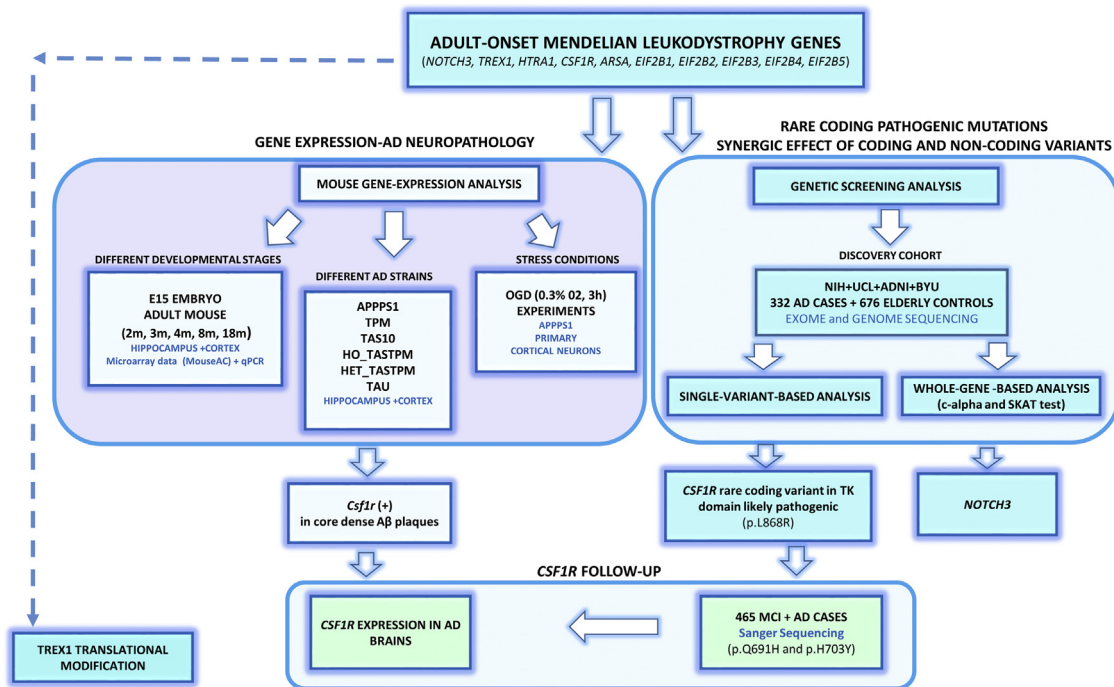 ADULT-ONSET MENDELIAN LEUKODYSTROPHY GENES
(NOTCH3, TREX1, HTRA1, CSF1R, ARSA, EIF2B1, EIF2B2, EIF2B3, EIF2B4, EIF2B5)
GENE EXPRESSION-AD NEUROPATHOLOGY
MOUSE GENE-EXPRESSION ANALYSIS
DIFFERENT DEVELOPMENTAL STAGES
E15 EMBRYO
ADULT MOUSE
(2m, 3m, 4m, 8m, 18m)
HIPPOCAMPUS +CORTEX
Microarray data (MouseAC) + qPCR
DIFFERENT AD STRAINS
APPPS1
TPM
TAS10
HO_TASTPM
HET_TASTPM
TAU
HIPPOCAMPUS +CORTEX
STRESS CONDITIONS
OGD (0.3% 02, 3h)
EXPERIMENTS
APPPS1
PRIMARY
CORTICAL NEURONS
RARE CODING PATHOGENIC MUTATIONS
SYNERGIC EFFECT OF CODING AND NON-CODING VARIANTS
GENETIC SCREENING ANALYSIS
DISCOVERY COHORT
NIH+UCL+ADNI+BYU
332 AD CASES + 676 ELDERLY CONTROLS
EXOME and GENOME SEQUENCING
SINGLE-VARIANT-BASED ANALYSIS
WHOLE-GENE -BASED ANALYSIS
(c-alpha and SKAT test)
Csf1r (+)
in core dense Aβ plaques
CSF1R rare coding variant in TK
domain likely pathogenic
(p.L868R)
NOTCH3
CSF1R FOLLOW-UP
CSF1R EXPRESSION IN AD
BRAINS
465 MCI + AD CASES
Sanger Sequencing
(p.Q691H and p.H703Y)
TREX1 TRANSLATIONAL
MODIFICATION